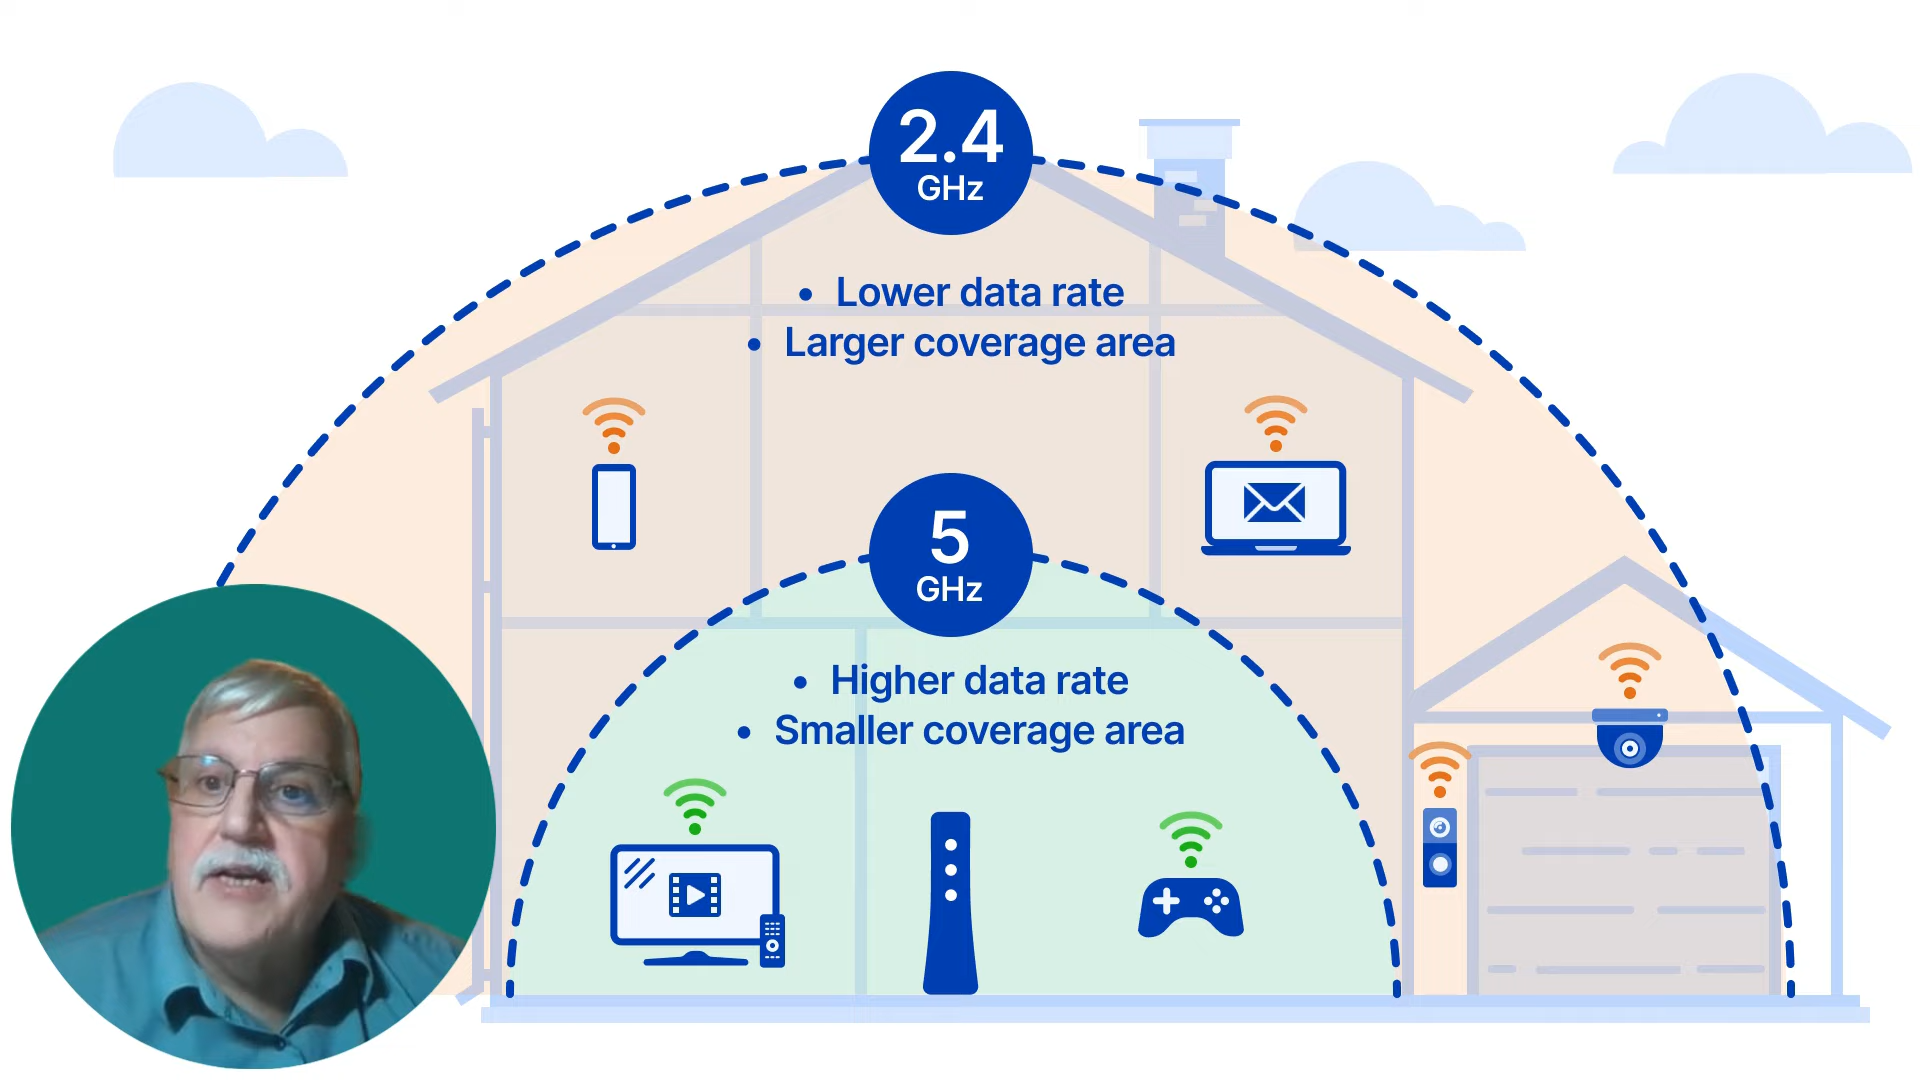 2.4
GHz
• Lower data rate
• Larger coverage area
5
GHz
• Higher data rate
• Smaller coverage area